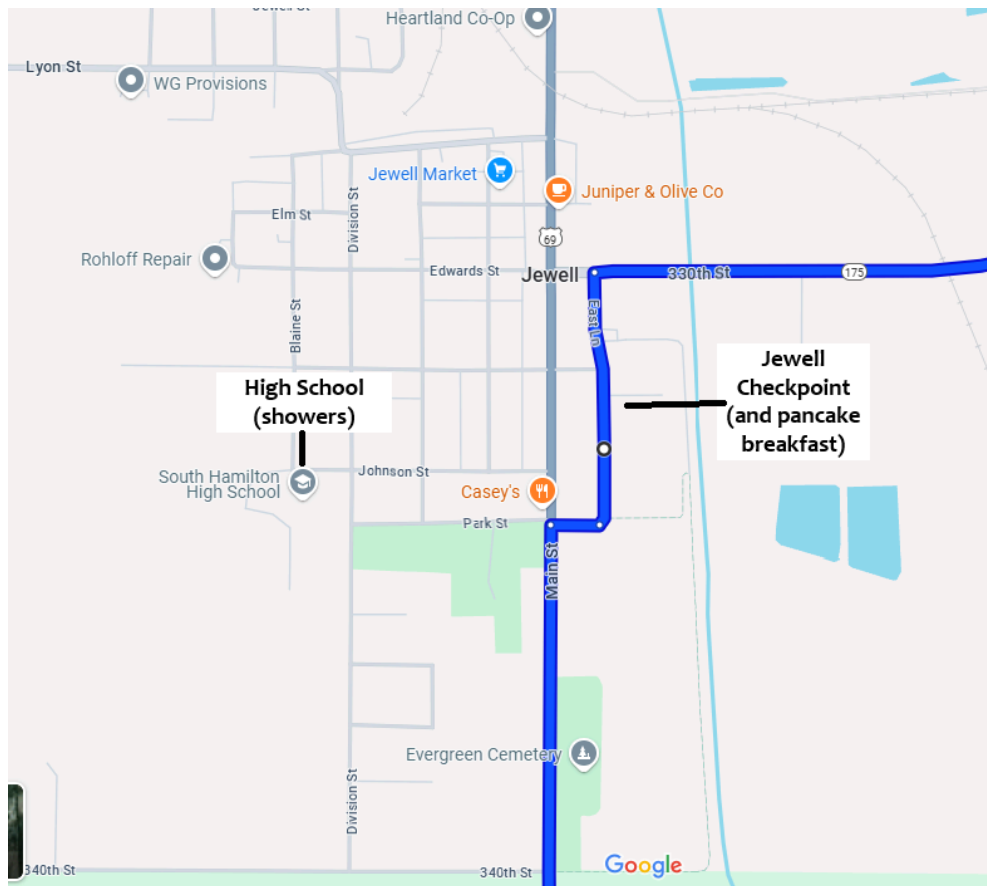 Jewell St
Heartland Co-Op
Lyon St
WG Provisions
Jewell Market
Juniper & Olive Co
Elm St
Division St
69
Rohloff Repair
Edwards St
Jewell
330th St
175
East Ln
Blaine St
High School
(showers)
Jewell
Checkpoint
(and pancake
breakfast)
South Hamilton
High School
Johnson St
Casey's
Park St
Main St
Evergreen Cemetery
Division St
340th St
340th St
Google